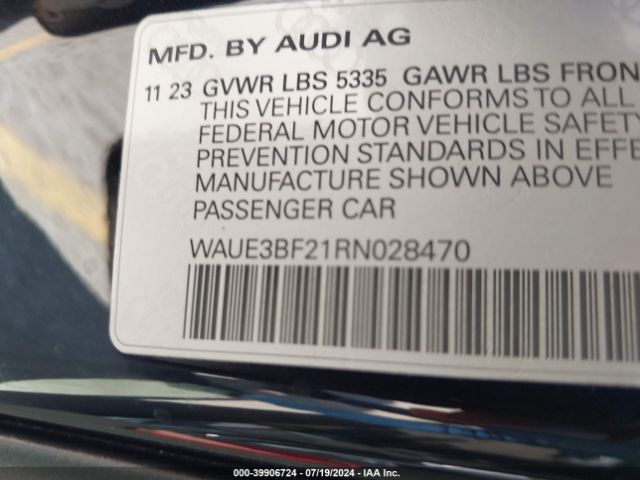 MFD. BY AUDI AG
11 23 GVWR LBS 5335 GAWR LBS FRON
THIS VEHICLE CONFORMS TO ALL
FEDERAL MOTOR VEHICLE SAFETY
PREVENTION STANDARDS IN EFFE
MANUFACTURE SHOWN ABOVE
PASSENGER CAR
WAUE3BF21RN028470
000-39906724 - 07/19/2024 - IAA Inc.